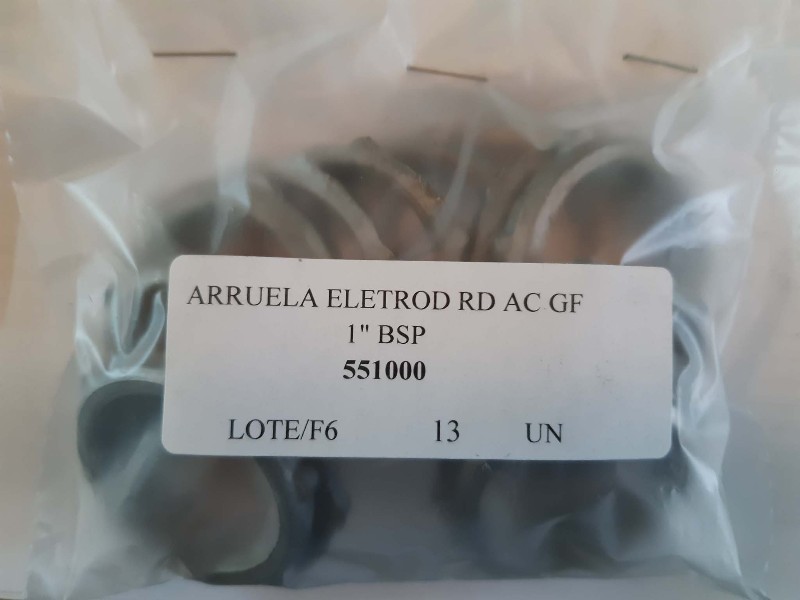 ARRUELA ELETROD RD AC GF
1" BSP
551000
LOTE/F6 13 UN